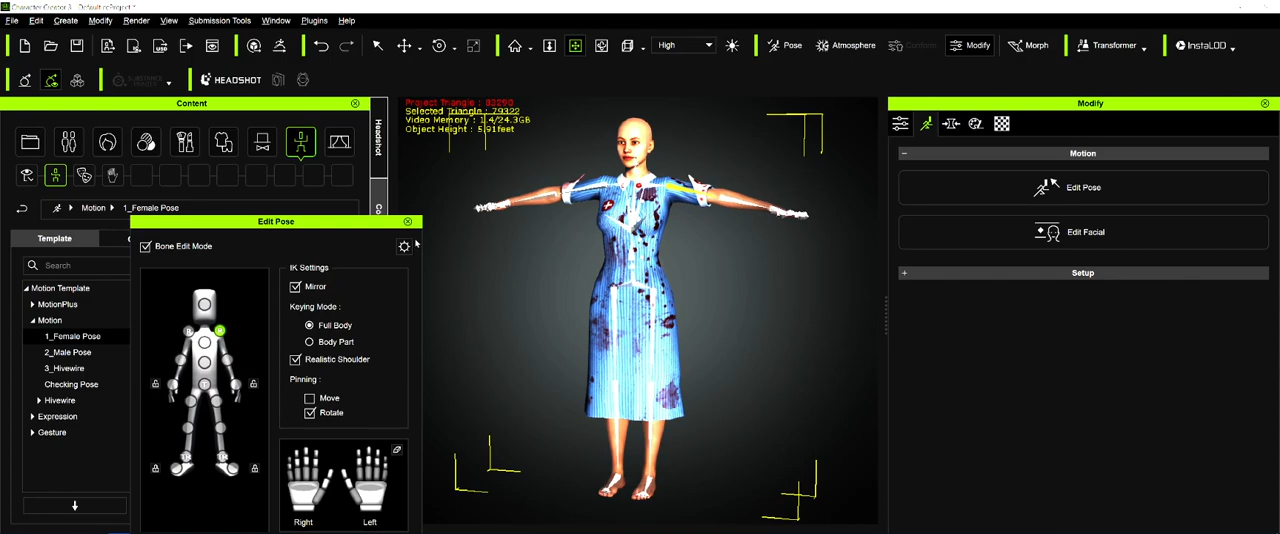 Character Creator 3 - Default.ccProject *
File Edit Create Modify Render View Submission Tools Window Plugins Help
High Pose Atmosphere Conform Modify Morph Transformer InstaLOD
HEADSHOT
Content
Motion 1_Female Pose
Template
Search
Motion Template
MotionPlus
Motion
1_Female Pose
2_Male Pose
3_Hivewire
Checking Pose
Hivewire
Expression
Gesture
Headshot
Edit Pose
Bone Edit Mode
IK Settings
Mirror
Keying Mode :
Full Body
Body Part
Realistic Shoulder
Pinning :
Move
Rotate
Right Left
Project Triangle : 83290
Selected Triangle : 79322
Video Memory : 1.4/24.3GB
Object Height : 5.91feet
Modify
Motion
Edit Pose
Edit Facial
Setup